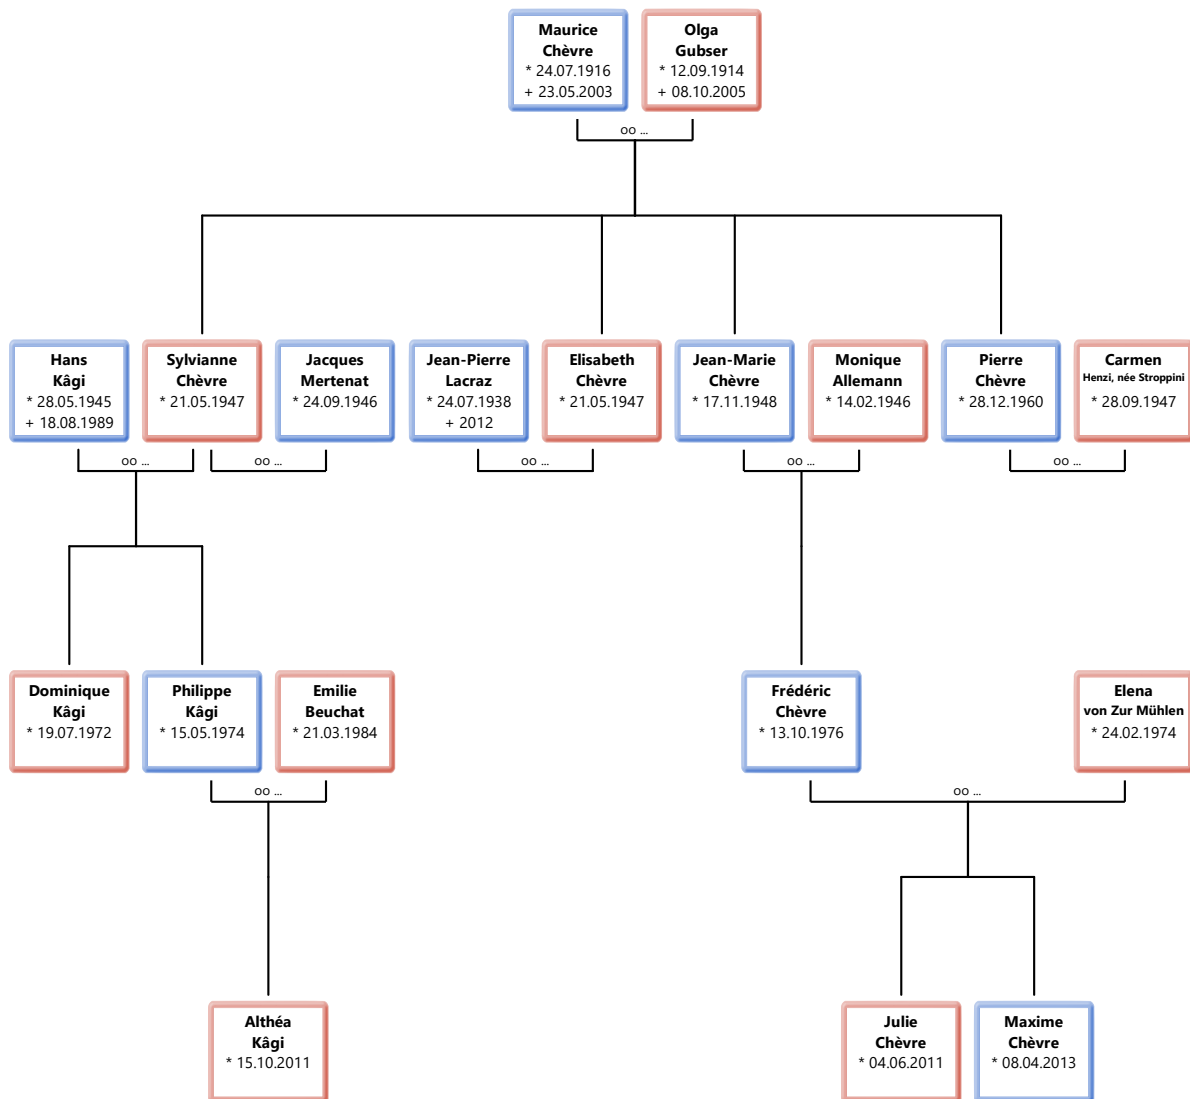 Maurice
Chèvre
* 24.07.1916
+ 23.05.2003
Olga
Gubser
* 12.09.1914
+ 08.10.2005
oo ...
Hans
Kâgi
* 28.05.1945
+ 18.08.1989
Sylvianne
Chèvre
* 21.05.1947
Jacques
Mertenat
* 24.09.1946
Jean-Pierre
Lacraz
* 24.07.1938
+ 2012
Elisabeth
Chèvre
* 21.05.1947
Jean-Marie
Chèvre
* 17.11.1948
Monique
Allemann
* 14.02.1946
Pierre
Chèvre
* 28.12.1960
Carmen
Henzi, née Stroppini
* 28.09.1947
oo ...
oo ...
oo ...
oo ...
oo ...
Dominique
Kâgi
* 19.07.1972
Philippe
Kâgi
* 15.05.1974
Emilie
Beuchat
* 21.03.1984
Frédéric
Chèvre
* 13.10.1976
Elena
von Zur Mühlen
* 24.02.1974
oo ...
oo ...
Althéa
Kâgi
* 15.10.2011
Julie
Chèvre
* 04.06.2011
Maxime
Chèvre
* 08.04.2013